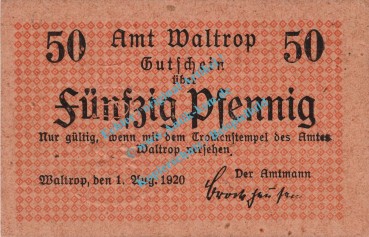 50 Amt Waltrop 50
Gutschein
über
Fünfzig Pfennig
Nur gültig, wenn mit dem Trockenstempel des Amtes
Waltrop versehen.
Waltrop, den 1. Aug. 1920 Der Amtmann